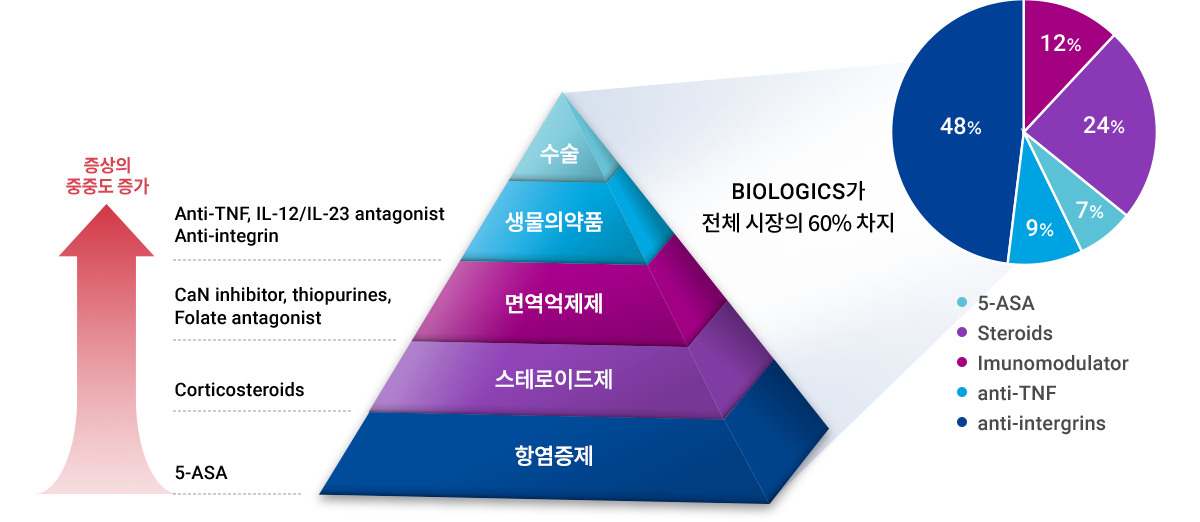 증상의
중중도 증가
Anti-TNF, IL-12/IL-23 antagonist
Anti-integrin
CaN inhibitor, thiopurines,
Folate antagonist
Corticosteroids
5-ASA
수술
생물의약품
면역억제제
스테로이드제
항염증제
BIOLOGICS가
전체 시장의 60% 차지
12%
24%
7%
9%
48%
5-ASA
Steroids
Imunomodulator
anti-TNF
anti-intergrins